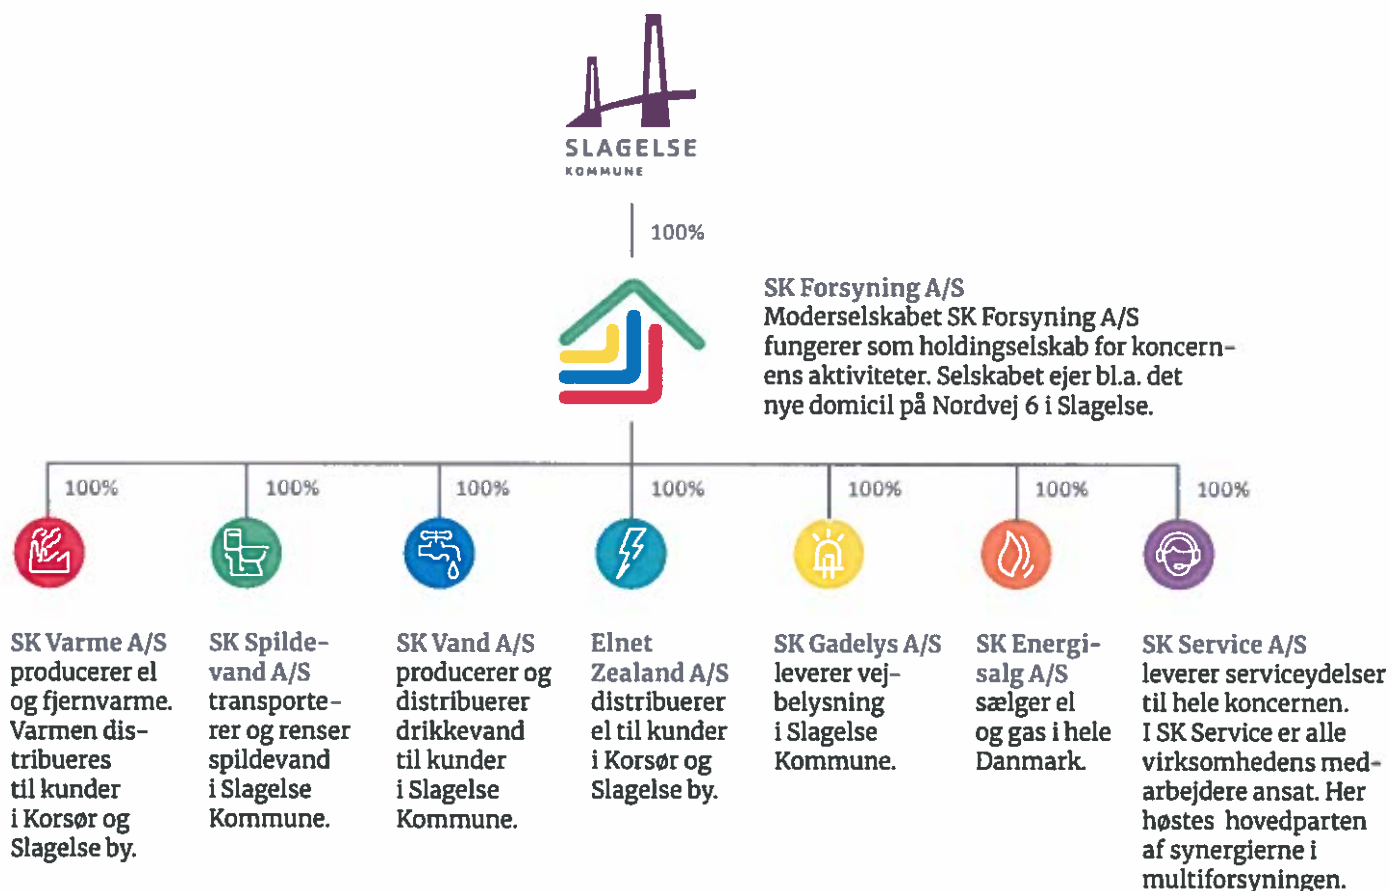 SLAGELSE
KOMMUNE
100%
SK Forsyning A/S
Moderselskabet SK Forsyning A/S
fungerer som holdingselskab for koncern-
ens aktiviteter. Selskabet ejer bl.a. det
nye domicil på Nordvej 6 i Slagelse.
100%
100%
100%
100%
100%
100%
100%
SK Varme A/S
producerer el
og fjernvarme.
Varmen dis-
tribueres
til kunder
i Korsør og
Slagelse by.
SK Spilde-
vand A/S
transporte-
rer og renser
spildevand
i Slagelse
Kommune.
SK Vand A/S
producerer og
distribuerer
drikkevand
til kunder
i Slagelse
Kommune.
Elnet
Zealand A/S
distribuerer
el til kunder
i Korsør og
Slagelse by.
SK Gadelys A/S
leverer vej-
belysning
i Slagelse
Kommune.
SK Energi-
salg A/S
sælger el
og gas i hele
Danmark.
SK Service A/S
leverer serviceydelser
til hele koncernen.
I SK Service er alle
virksomhedens med-
arbejdere ansat. Her
høstes hovedparten
af synergierne i
multiforsyningen.